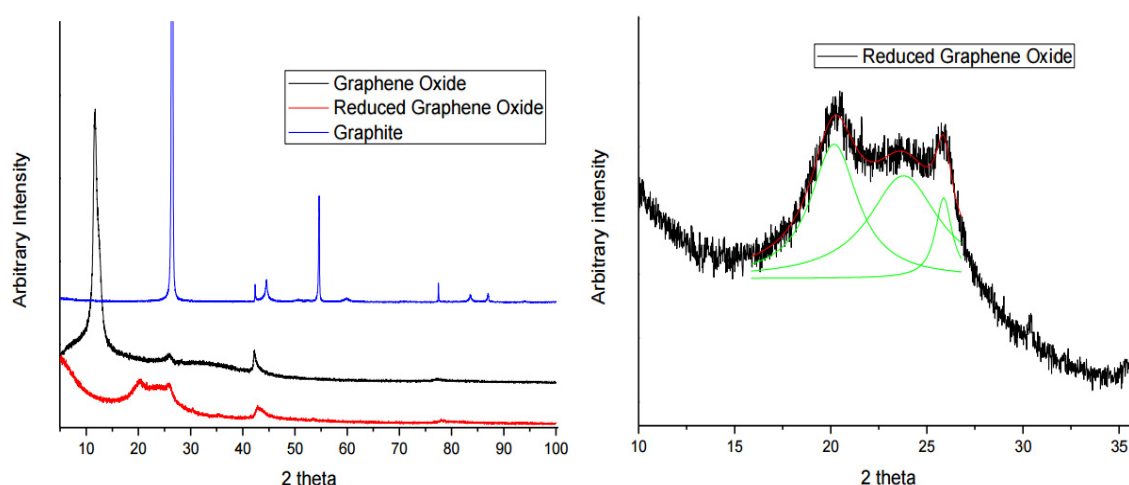 Arbitrary Intensity
Graphene Oxide
Reduced Graphene Oxide
Graphite
10 20 30 40 50 60 70 80 90 100
2 theta
Arbitrary intensity
Reduced Graphene Oxide
10 15 20 25 30 35
2 theta